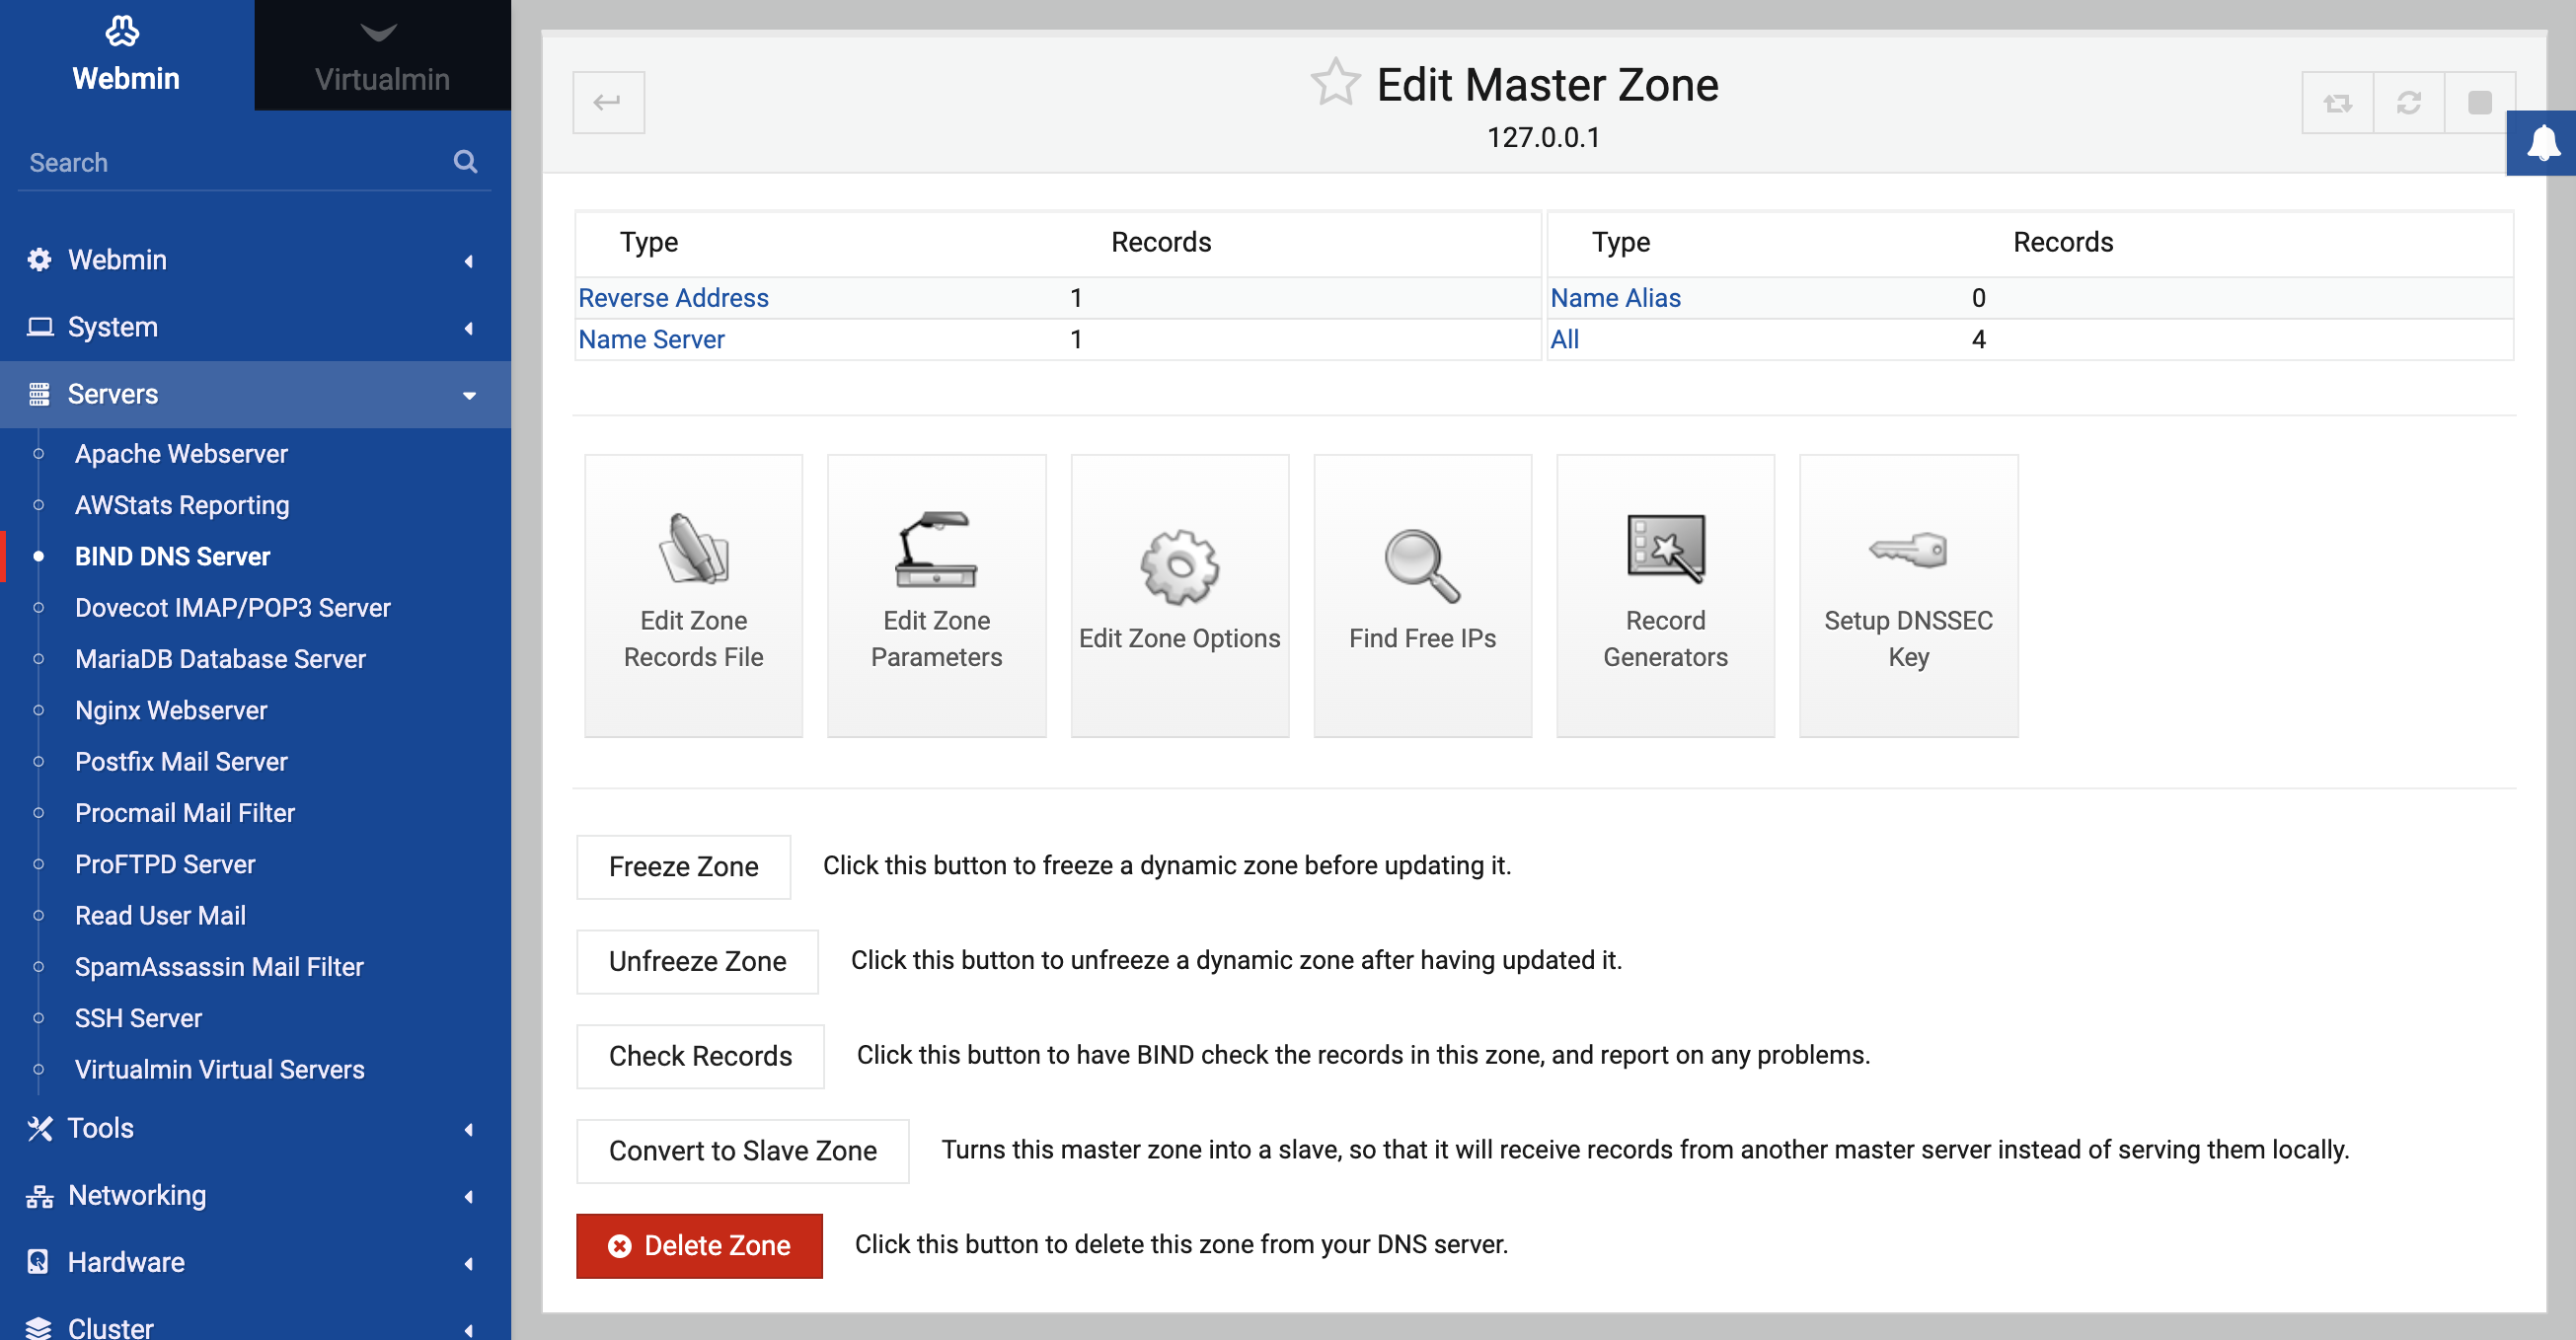 Webmin
Virtualmin
Search
Webmin
System
Servers
Apache Webserver
AWStats Reporting
BIND DNS Server
Dovecot IMAP/POP3 Server
MariaDB Database Server
Nginx Webserver
Postfix Mail Server
Procmail Mail Filter
ProFTPD Server
Read User Mail
SpamAssassin Mail Filter
SSH Server
Virtualmin Virtual Servers
Tools
Networking
Hardware
Cluster
Edit Master Zone
127.0.0.1
Type Records Type Records
Reverse Address 1 Name Alias 0
Name Server 1 All 4
Edit Zone
Records File
Edit Zone
Parameters
Edit Zone Options
Find Free IPs
Record
Generators
Setup DNSSEC
Key
Freeze Zone Click this button to freeze a dynamic zone before updating it.
Unfreeze Zone Click this button to unfreeze a dynamic zone after having updated it.
Check Records Click this button to have BIND check the records in this zone, and report on any problems.
Convert to Slave Zone Turns this master zone into a slave, so that it will receive records from another master server instead of serving them locally.
Delete Zone Click this button to delete this zone from your DNS server.